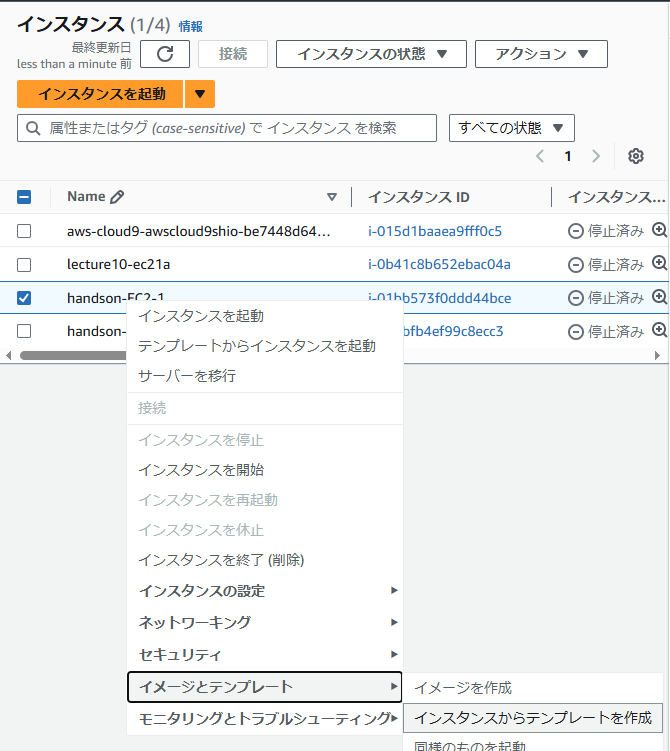 インスタンス (1/4) 情報
最終更新日
less than a minute 前
接続
インスタンスの状態
アクション
インスタンスを起動
属性またはタグ (case-sensitive) で インスタンス を検索
すべての状態
1
Name
インスタンス ID
インスタンス...
aws-cloud9-awscloud9shio-be7448d64...
i-015d1baaea9fff0c5
停止済み
lecture10-ec21a
i-0b41c8b652ebac04a
停止済み
handson-EC2-1
i-01bb573f0ddd44bce
停止済み
handson-
bfb4ef99c8ecc3
停止済み
インスタンスを起動
テンプレートからインスタンスを起動
サーバーを移行
接続
インスタンスを停止
インスタンスを開始
インスタンスを再起動
インスタンスを休止
インスタンスを終了 (削除)
インスタンスの設定
ネットワーキング
セキュリティ
イメージとテンプレート
イメージを作成
モニタリングとトラブルシューティング
インスタンスからテンプレートを作成
同様のものを起動